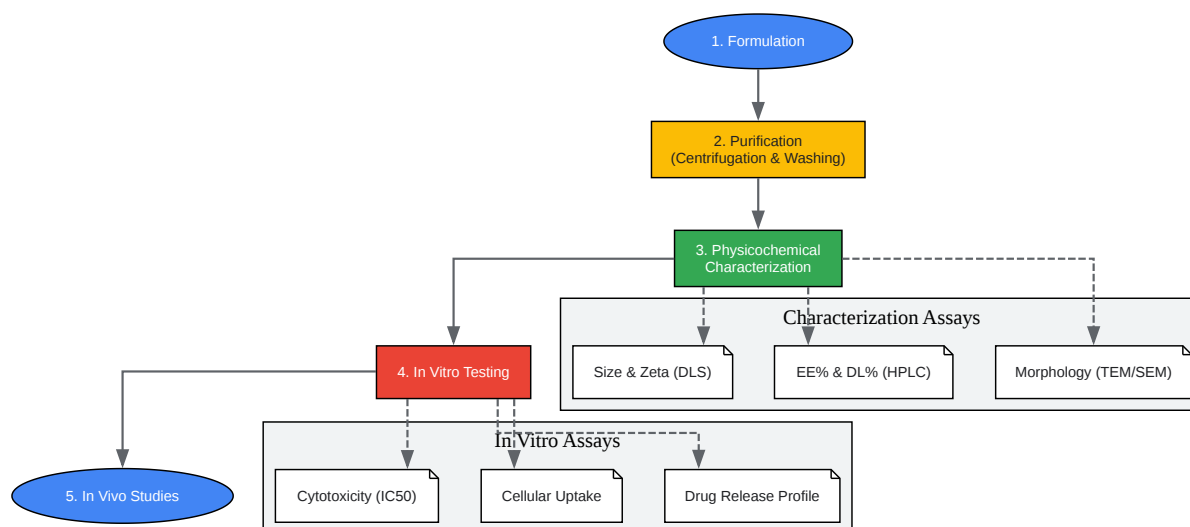 1. Formulation
2. Purification
(Centrifugation & Washing)
3. Physicochemical
Characterization
Characterization Assays
Size & Zeta (DLS)
EE% & DL% (HPLC)
Morphology (TEM/SEM)
4. In Vitro Testing
In Vitro Assays
Cytotoxicity (IC50)
Cellular Uptake
Drug Release Profile
5. In Vivo Studies